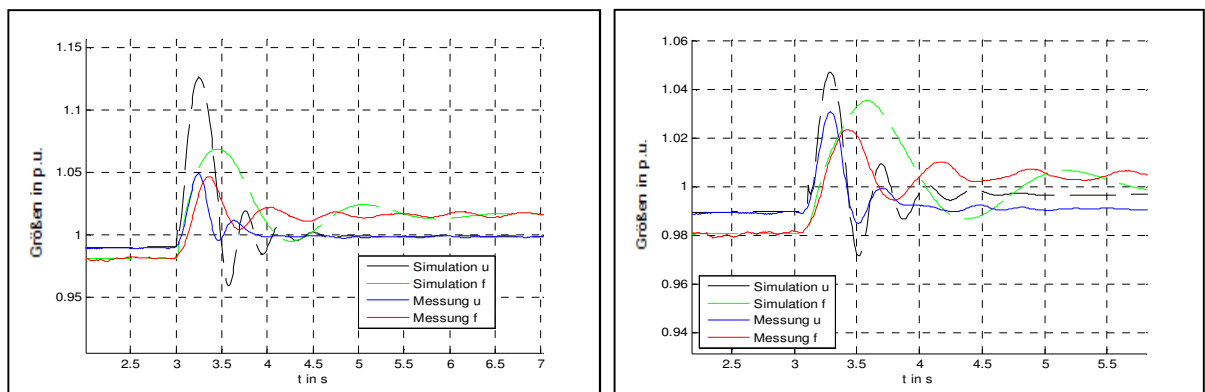 1.15
1.1
1.05
1
0.95
Größen in p.u.
2.5 3 3.5 4 4.5 5 5.5 6 6.5 7
t in s
Simulation u
Simulation f
Messung u
Messung f
1.06
1.04
1.02
1
0.98
0.96
0.94
Größen in p.u.
2.5 3 3.5 4 4.5 5 5.5
t in s
Simulation u
Simulation f
Messung u
Messung f